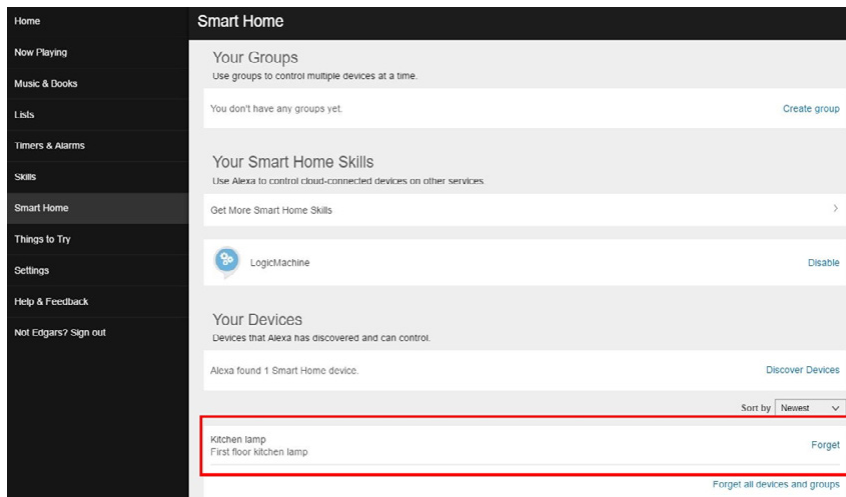 Home
Now Playing
Music & Books
Lists
Timers & Alarms
Skills
Smart Home
Things to Try
Settings
Help & Feedback
Not Edgars? Sign out
Smart Home
Your Groups
Use groups to control multiple devices at a time.
You don't have any groups yet.
Create group
Your Smart Home Skills
Use Alexa to control cloud-connected devices on other services.
Get More Smart Home Skills
LogicMachine
Disable
Your Devices
Devices that Alexa has discovered and can control.
Alexa found 1 Smart Home device.
Discover Devices
Sort by Newest
Kitchen lamp
First floor kitchen lamp
Forget
Forget all devices and groups